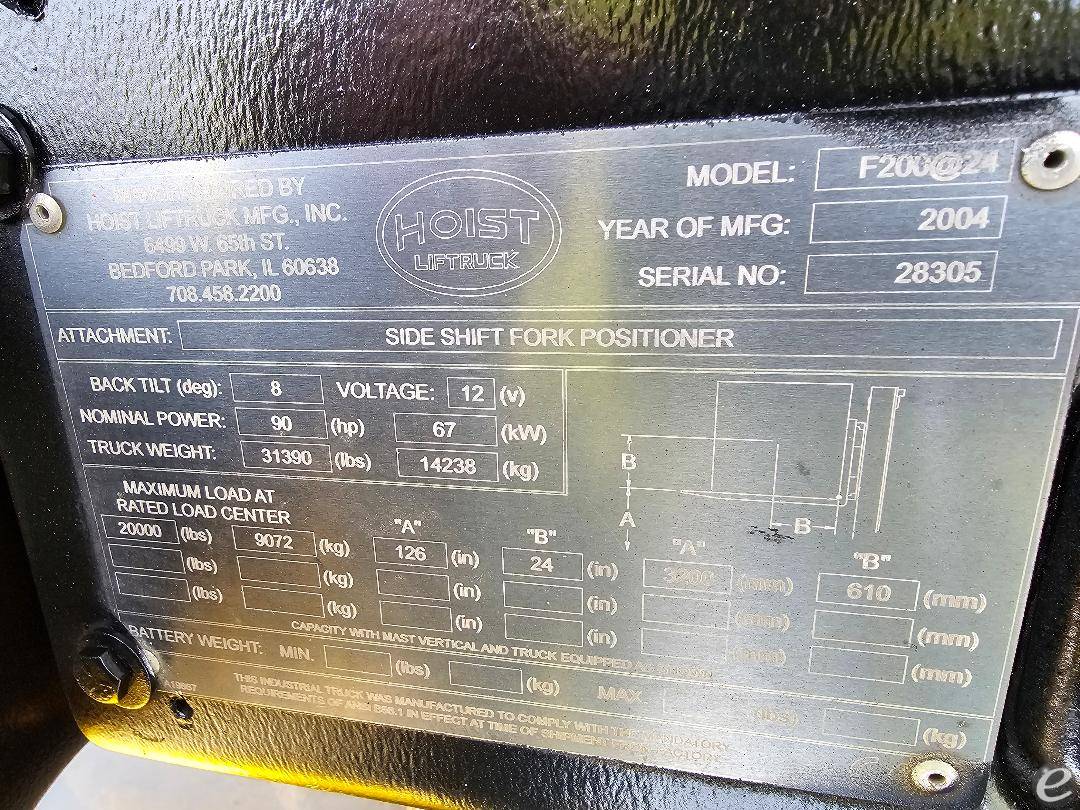 MANUFACTURED BY
HOIST LIFTRUCK MFG., INC.
6499 W. 65th ST.
BEDFORD PARK, IL 60638
708.458.2200
HOIST
LIFTRUCK
MODEL: F200@24
YEAR OF MFG: 2004
SERIAL NO: 28305
ATTACHMENT: SIDE SHIFT FORK POSITIONER
BACK TILT (deg): 8 VOLTAGE: 12 (v)
NOMINAL POWER: 90 (hp) 67 (kW)
TRUCK WEIGHT: 31390 (lbs) 14238 (kg)
B
A
B
MAXIMUM LOAD AT
RATED LOAD CENTER "A" "B" "A" "B"
20000 (lbs) 9072 (kg) 126 (in) 24 (in) 3200 (mm) 610 (mm)
(lbs) (kg) (in) (in) (mm) (mm)
(lbs) (kg) (in) (in) (mm) (mm)
CAPACITY WITH MAST VERTICAL AND TRUCK EQUIPPED AS SHOWN
BATTERY WEIGHT: MIN. (lbs) (kg) MAX (lbs) (kg)
THIS INDUSTRIAL TRUCK WAS MANUFACTURED TO COMPLY WITH THE MANDATORY
REQUIREMENTS OF ANSI B56.1 IN EFFECT AT TIME OF SHIPMENT FROM FACTORY
e